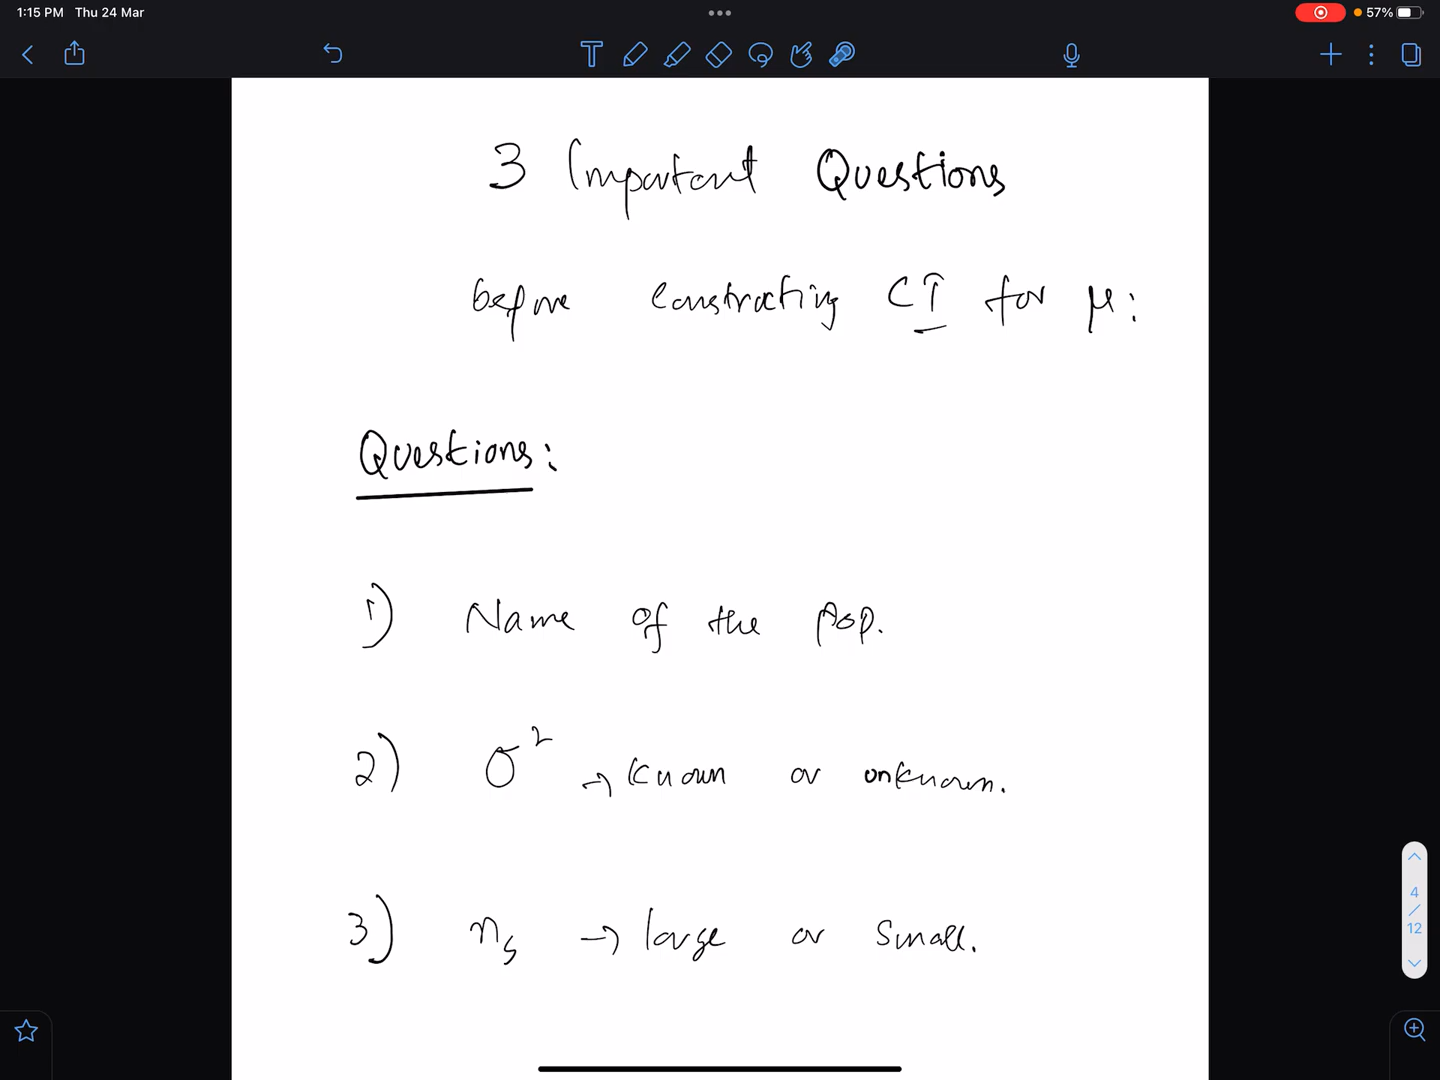 1:15 PM Thu 24 Mar
57%
3 Important Questions
before constructing CI for μ:
Questions:
1) Name of the pop.
2) σ² → known or unknown.
3) nₛ → large or small.
4
/
12